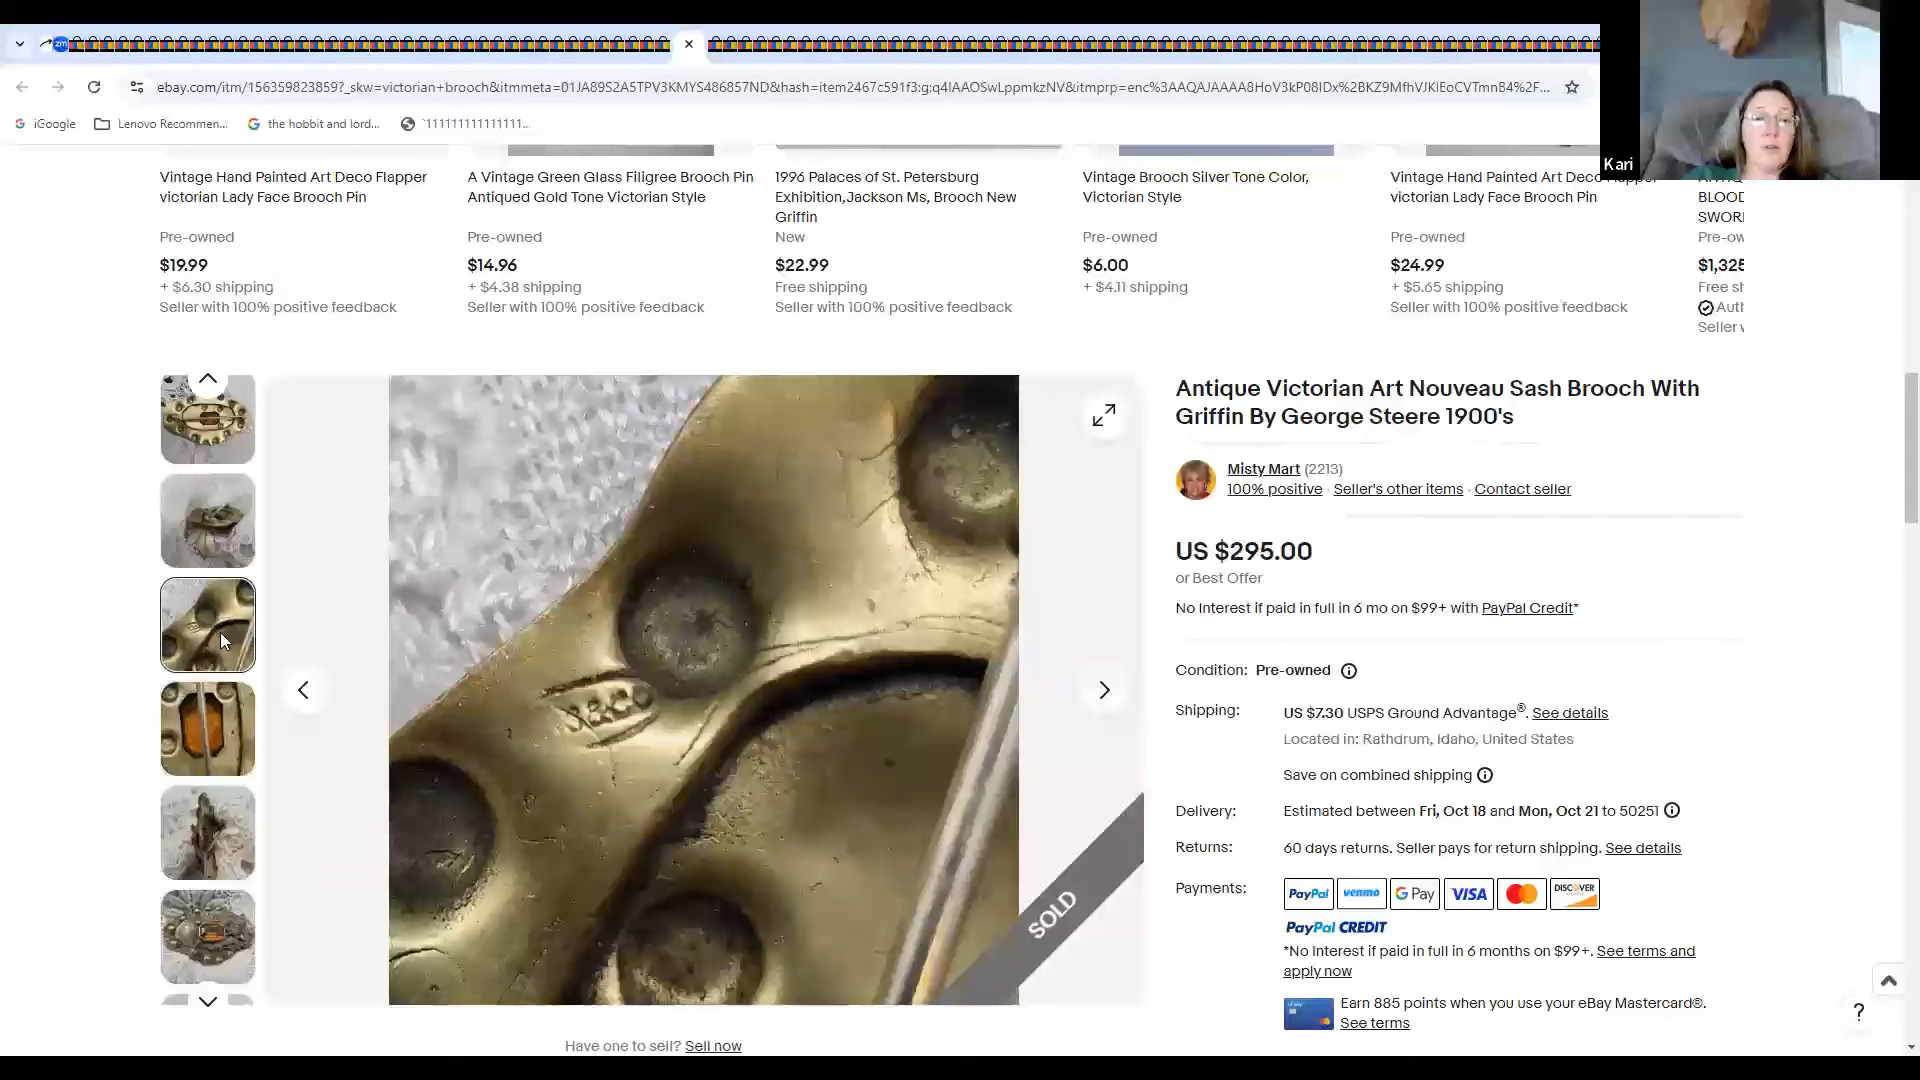 zm
ebay.com/itm/156359823859?_skw=victorian+brooch&itmmeta=01JA89S2A5TPV3KMYS486857ND&hash=item2467c591f3:g:q4IAAOSwLppmkzNV&itmprp=enc%3AAQAJAAAA8HoV3kP08IDx%2BKZ9MfhVJKIEoCVTmnB4%2F...
iGoogle
Lenovo Recommen...
the hobbit and lord...
Kari
Vintage Hand Painted Art Deco Flapper
victorian Lady Face Brooch Pin
Pre-owned
$19.99
+ $6.30 shipping
Seller with 100% positive feedback
A Vintage Green Glass Filigree Brooch Pin
Antiqued Gold Tone Victorian Style
Pre-owned
$14.96
+ $4.38 shipping
Seller with 100% positive feedback
1996 Palaces of St. Petersburg
Exhibition,Jackson Ms, Brooch New
Griffin
New
$22.99
Free shipping
Seller with 100% positive feedback
Vintage Brooch Silver Tone Color,
Victorian Style
Pre-owned
$6.00
+ $4.11 shipping
Vintage Hand Painted Art Deco
victorian Lady Face Brooch Pin
Pre-owned
$24.99
+ $5.65 shipping
Seller with 100% positive feedback
BLOOD
SWOR
Pre-ow
$1,325
Free sh
Auth
Seller
SOLD
Have one to sell? Sell now
Antique Victorian Art Nouveau Sash Brooch With
Griffin By George Steere 1900's
Misty Mart (2213)
100% positive · Seller's other items · Contact seller
US $295.00
or Best Offer
No Interest if paid in full in 6 mo on $99+ with PayPal Credit*
Condition: Pre-owned
Shipping: US $7.30 USPS Ground Advantage®. See details
Located in: Rathdrum, Idaho, United States
Save on combined shipping
Delivery: Estimated between Fri, Oct 18 and Mon, Oct 21 to 50251
Returns: 60 days returns. Seller pays for return shipping. See details
Payments: PayPal venmo G Pay VISA DISCOVER
PayPal CREDIT
*No Interest if paid in full in 6 months on $99+. See terms and
apply now
Earn 885 points when you use your eBay Mastercard®.
See terms
?